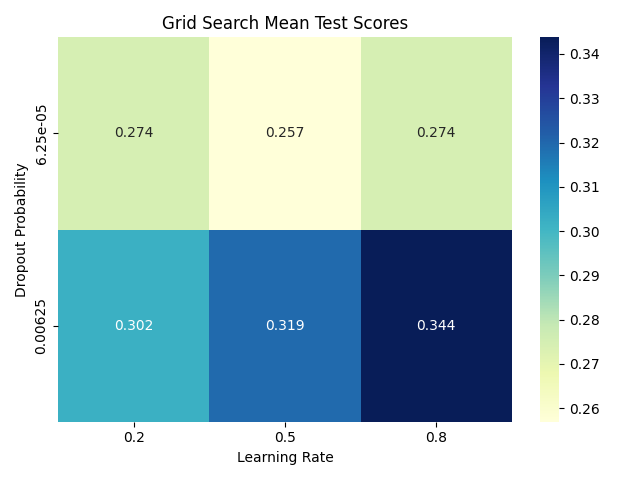 Grid Search Mean Test Scores
Dropout Probability
6.25e-05
0.274 0.257 0.274
0.00625
0.302 0.319 0.344
0.2 0.5 0.8
Learning Rate
0.34
0.33
0.32
0.31
0.30
0.29
0.28
0.27
0.26